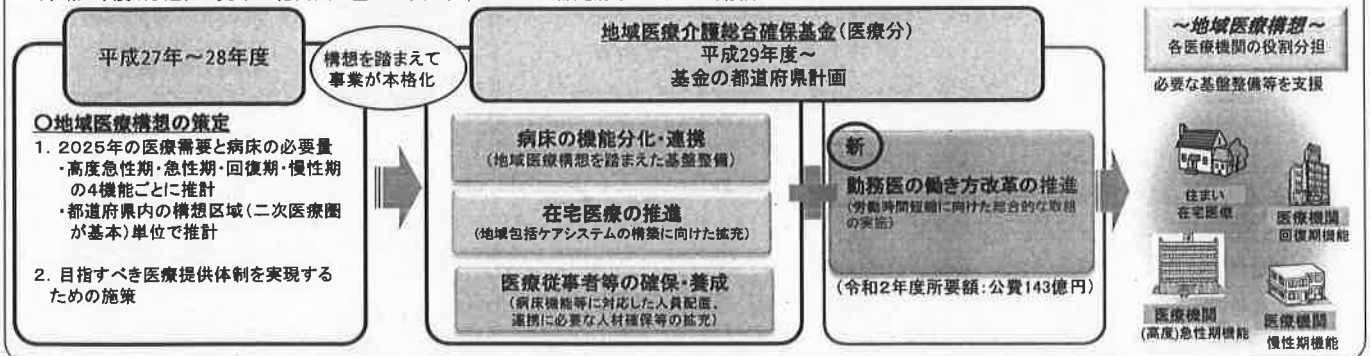 平成27年～28年度
構想を踏まえて
事業が本格化
地域医療介護総合確保基金(医療分)
平成29年度～
基金の都道府県計画
〇地域医療構想の策定
1. 2025年の医療需要と病床の必要量
・高度急性期・急性期・回復期・慢性期
の4機能ごとに推計
・都道府県内の構想区域(二次医療圏
が基本)単位で推計
2. 目指すべき医療提供体制を実現する
ための施策
病床の機能分化・連携
(地域医療構想を踏まえた基盤整備)
在宅医療の推進
(地域包括ケアシステムの構築に向けた拡充)
医療従事者等の確保・養成
(病床機能等に対応した人員配置、
連携に必要な人材確保等の拡充)
新
勤務医の働き方改革の推進
(労働時間短縮に向けた総合的な取組
の実施)
(令和2年度所要額:公費143億円)
～地域医療構想～
各医療機関の役割分担
必要な基盤整備等を支援
住まい
在宅医療
医療機関
回復期機能
医療機関
(高度)急性期機能
医療機関
慢性期機能